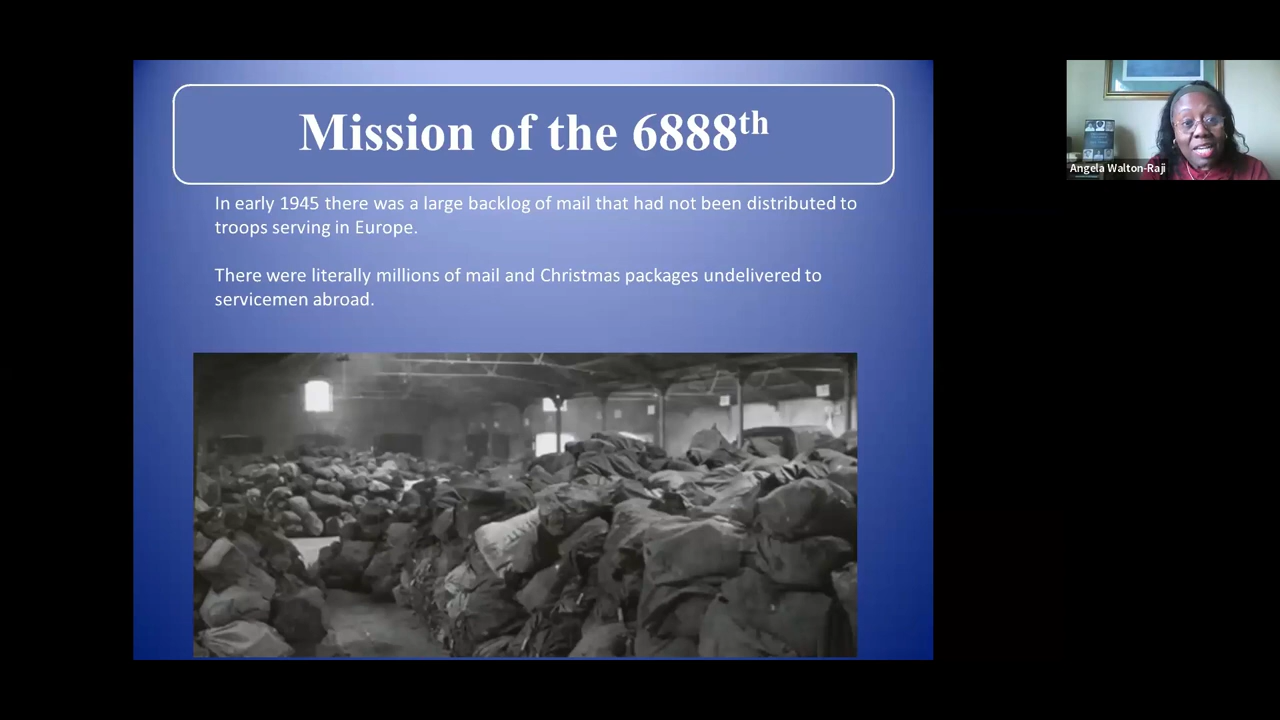 Mission of the 6888th
In early 1945 there was a large backlog of mail that had not been distributed to
troops serving in Europe.
There were literally millions of mail and Christmas packages undelivered to
servicemen abroad.
Angela Walton-Raji